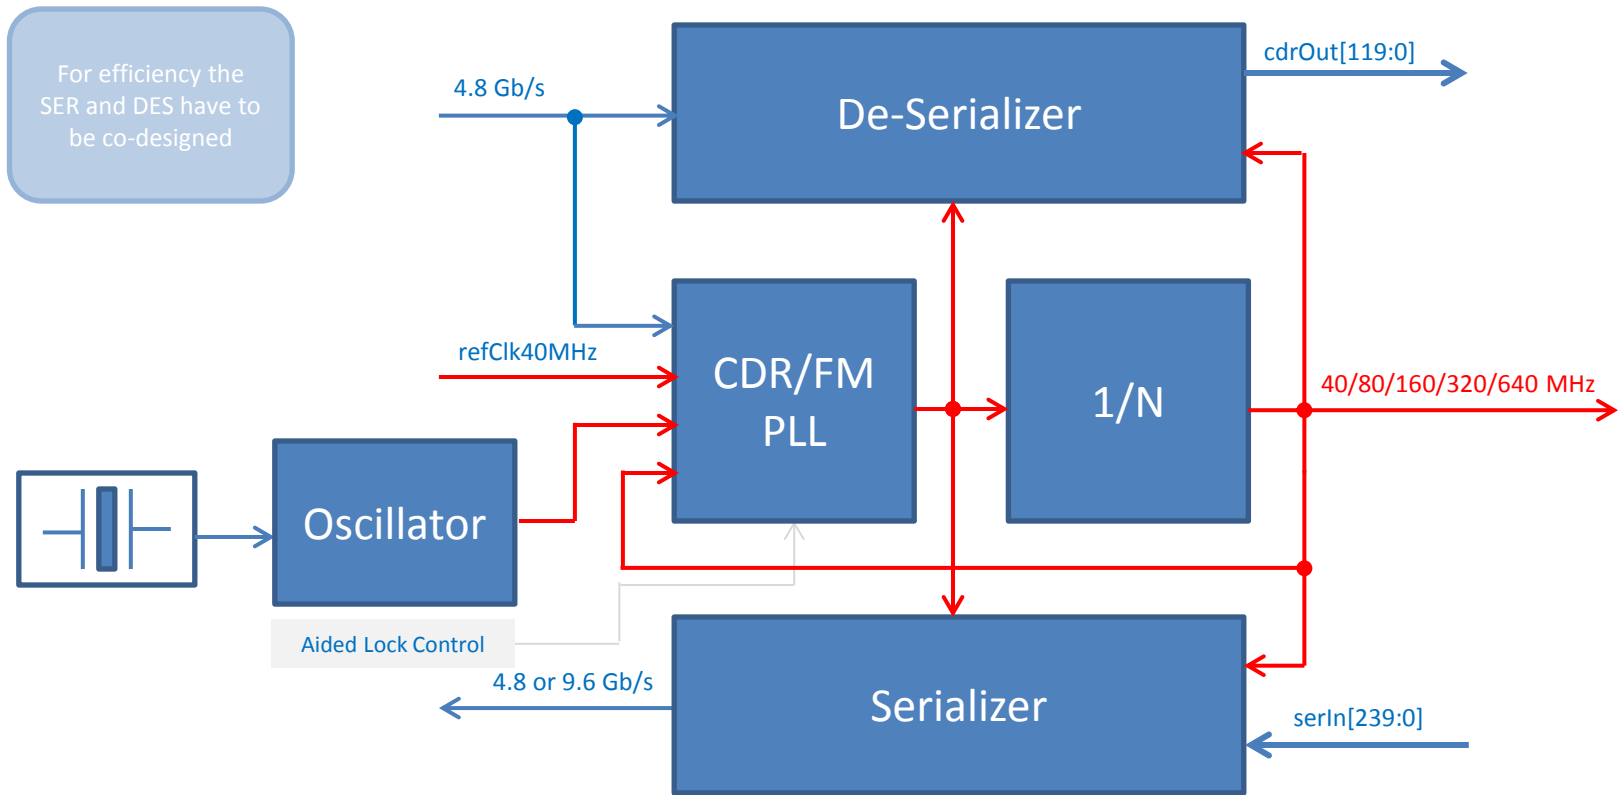 For efficiency the
SER and DES have to
be co-designed
4.8 Gb/s
De-Serializer
cdrOut[119:0]
refClk40MHz
CDR/FM
PLL
1/N
40/80/160/320/640 MHz
Oscillator
Aided Lock Control
4.8 or 9.6 Gb/s
Serializer
serIn[239:0]